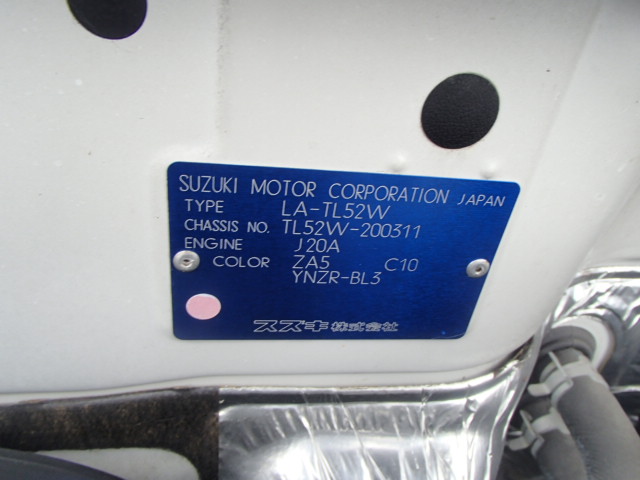 SUZUKI MOTOR CORPORATION JAPAN
TYPE LA-TL52W
CHASSIS NO. TL52W-200311
ENGINE J20A
COLOR ZA5 C10
YNZR-BL3
スズキ株式会社